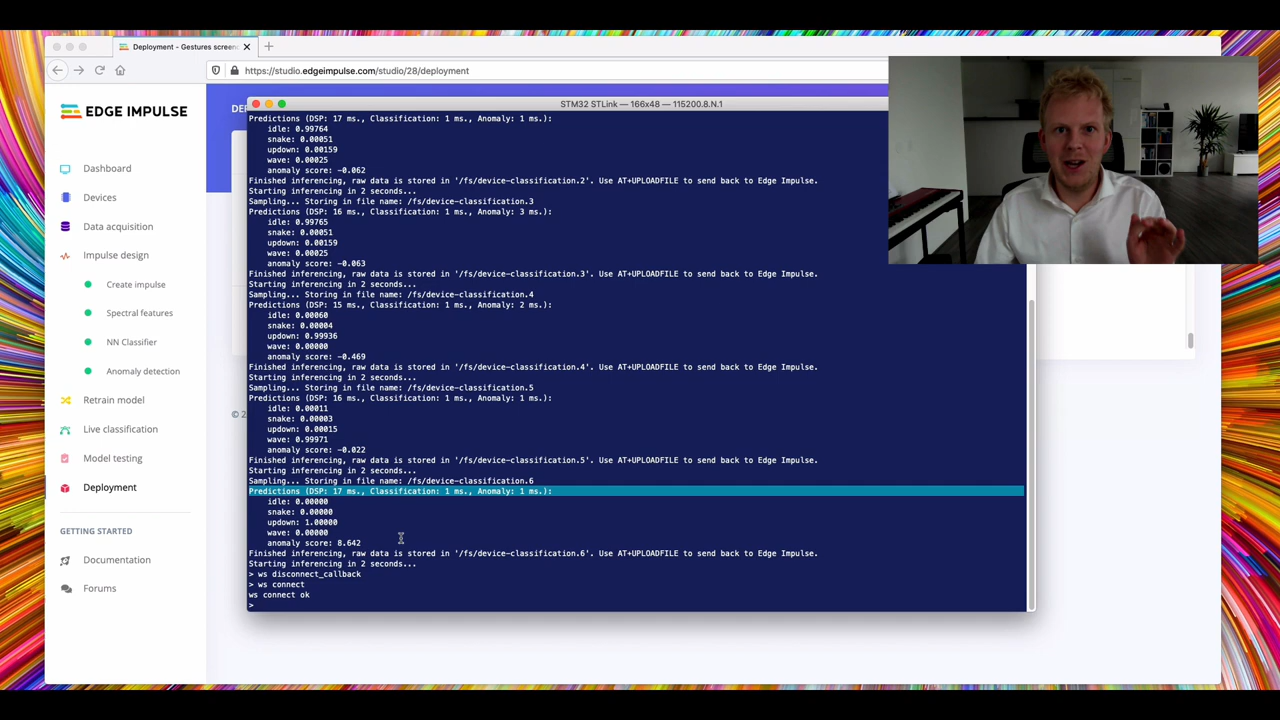 Deployment - Gestures screen
https://studio.edgeimpulse.com/studio/28/deployment
EDGE IMPULSE
Dashboard
Devices
Data acquisition
Impulse design
Create impulse
Spectral features
NN Classifier
Anomaly detection
Retrain model
Live classification
Model testing
Deployment
GETTING STARTED
Documentation
Forums
DE
© 2
STM32 STLink — 166x48 — 115200.8.N.1
Predictions (DSP: 17 ms., Classification: 1 ms., Anomaly: 1 ms.):
idle: 0.99764
snake: 0.00051
updown: 0.00159
wave: 0.00025
anomaly score: -0.062
Finished inferencing, raw data is stored in '/fs/device-classification.2'. Use AT+UPLOADFILE to send back to Edge Impulse.
Starting inferencing in 2 seconds...
Sampling... Storing in file name: /fs/device-classification.3
Predictions (DSP: 16 ms., Classification: 1 ms., Anomaly: 3 ms.):
idle: 0.99765
snake: 0.00051
updown: 0.00159
wave: 0.00025
anomaly score: -0.063
Finished inferencing, raw data is stored in '/fs/device-classification.3'. Use AT+UPLOADFILE to send back to Edge Impulse.
Starting inferencing in 2 seconds...
Sampling... Storing in file name: /fs/device-classification.4
Predictions (DSP: 15 ms., Classification: 1 ms., Anomaly: 2 ms.):
idle: 0.00060
snake: 0.00004
updown: 0.99936
wave: 0.00000
anomaly score: -0.469
Finished inferencing, raw data is stored in '/fs/device-classification.4'. Use AT+UPLOADFILE to send back to Edge Impulse.
Starting inferencing in 2 seconds...
Sampling... Storing in file name: /fs/device-classification.5
Predictions (DSP: 16 ms., Classification: 1 ms., Anomaly: 1 ms.):
idle: 0.00011
snake: 0.00003
updown: 0.00015
wave: 0.99971
anomaly score: -0.022
Finished inferencing, raw data is stored in '/fs/device-classification.5'. Use AT+UPLOADFILE to send back to Edge Impulse.
Starting inferencing in 2 seconds...
Sampling... Storing in file name: /fs/device-classification.6
Predictions (DSP: 17 ms., Classification: 1 ms., Anomaly: 1 ms.):
idle: 0.00000
snake: 0.00000
updown: 1.00000
wave: 0.00000
anomaly score: 8.642
Finished inferencing, raw data is stored in '/fs/device-classification.6'. Use AT+UPLOADFILE to send back to Edge Impulse.
Starting inferencing in 2 seconds...
> ws disconnect_callback
> ws connect
ws connect ok
>